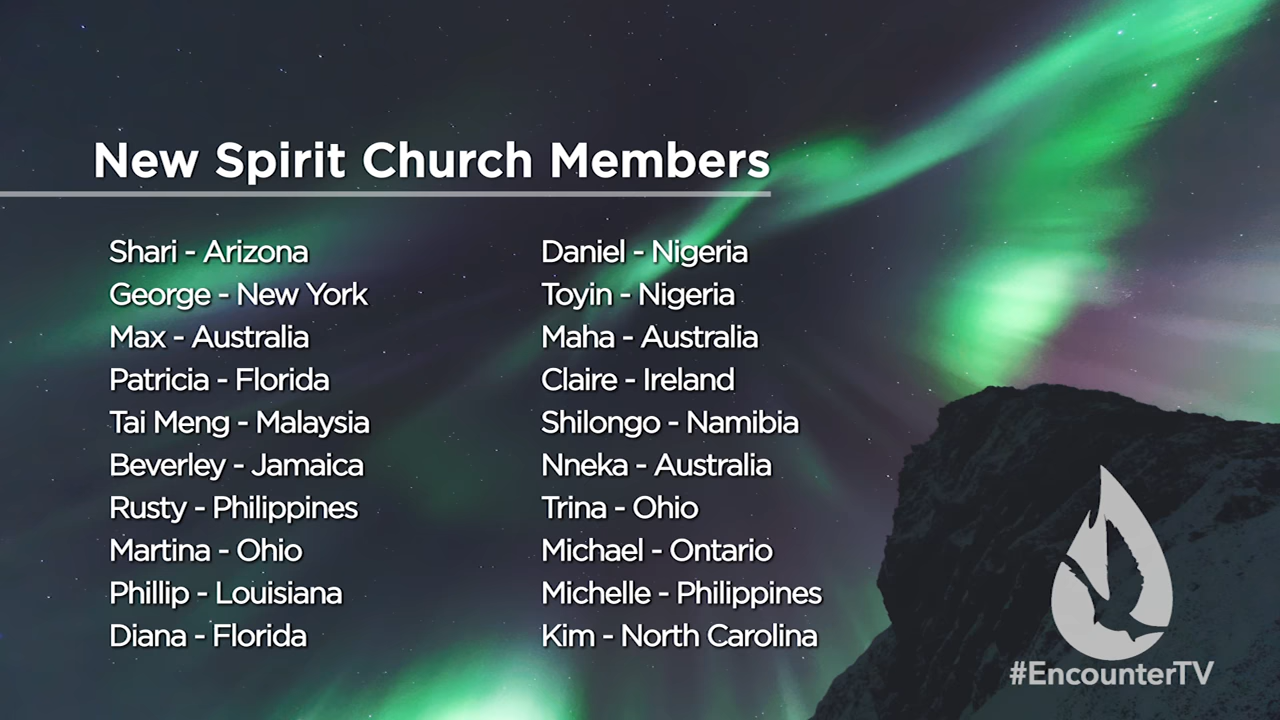 New Spirit Church Members
Shari - Arizona
George - New York
Max - Australia
Patricia - Florida
Tai Meng - Malaysia
Beverley - Jamaica
Rusty - Philippines
Martina - Ohio
Phillip - Louisiana
Diana - Florida
Daniel - Nigeria
Toyin - Nigeria
Maha - Australia
Claire - Ireland
Shilongo - Namibia
Nneka - Australia
Trina - Ohio
Michael - Ontario
Michelle - Philippines
Kim - North Carolina
#EncounterTV